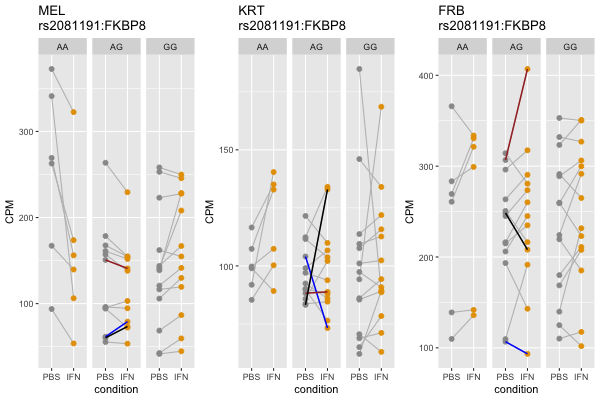 MEL
rs2081191:FKBP8
AA AG GG
300
200
100
CPM
PBS IFN PBS IFN PBS IFN
condition
KRT
rs2081191:FKBP8
AA AG GG
150
100
CPM
PBS IFN PBS IFN PBS IFN
condition
FRB
rs2081191:FKBP8
AA AG GG
400
300
200
100
CPM
PBS IFN PBS IFN PBS IFN
condition